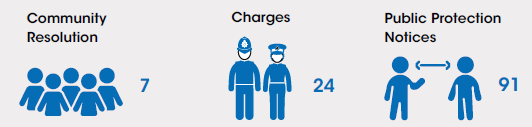 Community
Resolution
7
Charges
24
Public Protection
Notices
91